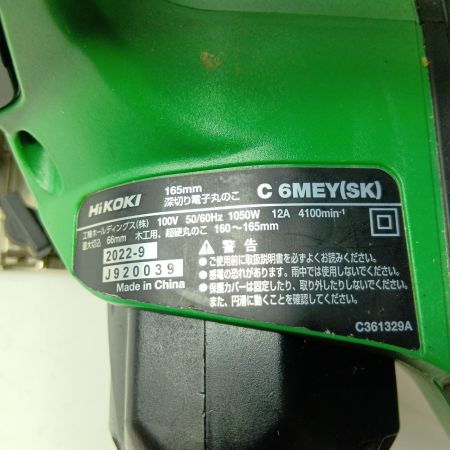 HiKOKI 165mm 深切り電子丸のこ C 6MEY(SK)
工機ホールディングス(株) 100V 50/60Hz 1050W 12A 4100min⁻¹
最大切込 66mm 木工用、超硬丸のこ 160～165mm
2022-9
J920039
Made in China
警告
●ご使用前に取扱説明書を必ずよくお読みください。
●感電の恐れがあります。雨中では使用しないでください。
●保護カバーは固定したり、取り外したりしないでください。
また、円滑に動くことを確認してください。
C361329A